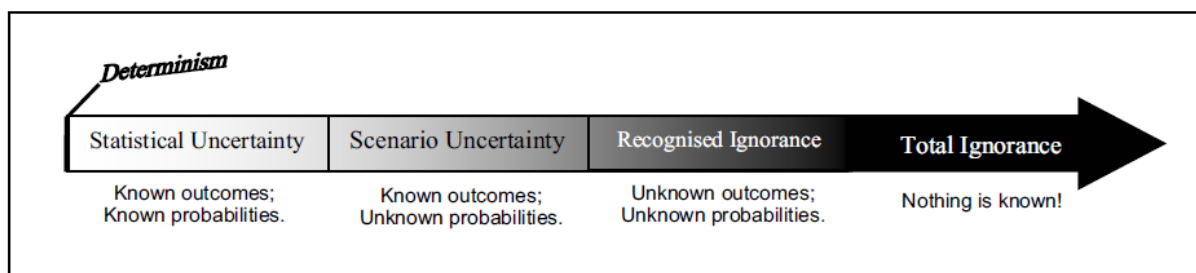 Determinism
Statistical Uncertainty
Scenario Uncertainty
Recognised Ignorance
Total Ignorance
Known outcomes;
Known probabilities.
Known outcomes;
Unknown probabilities.
Unknown outcomes;
Unknown probabilities.
Nothing is known!